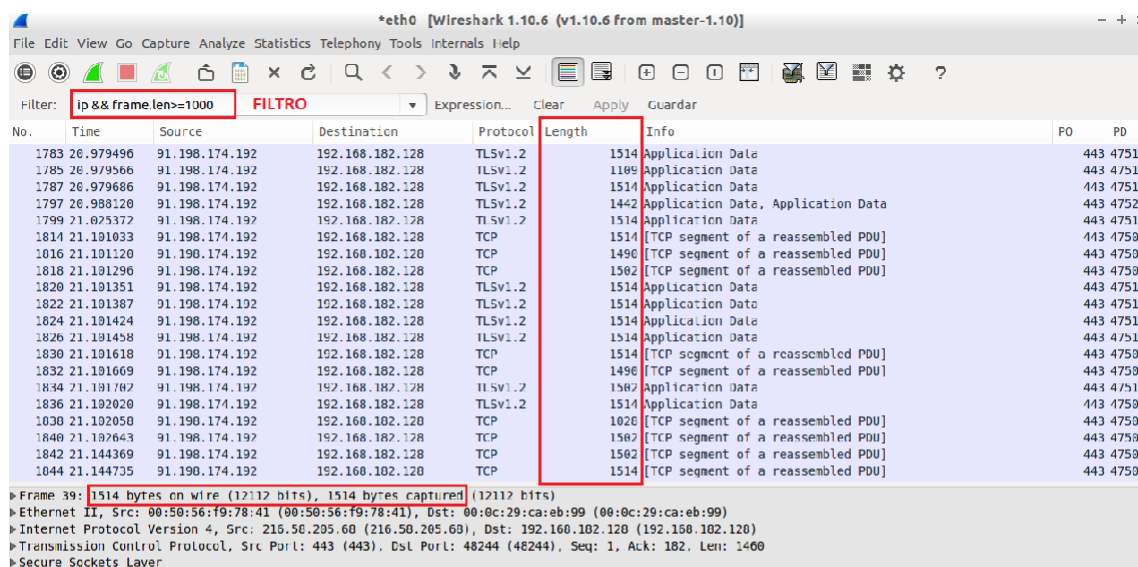 *eth0 [Wireshark 1.10.6 (v1.10.6 from master-1.10)]
File Edit View Go Capture Analyze Statistics Telephony Tools Internals Help
Filter: ip && frame.len>=1000 FILTRO Expression... Clear Apply Guardar
No. Time Source Destination Protocol Length Info PO PD
1783 20.979496 91.198.174.192 192.168.182.128 TLSv1.2 1514 Application Data 443 4751
1785 20.979566 91.198.174.192 192.168.182.128 TLSv1.2 1109 Application Data 443 4751
1787 20.979686 91.198.174.192 192.168.182.128 TLSv1.2 1514 Application Data 443 4751
1797 20.988120 91.198.174.192 192.168.182.128 TLSv1.2 1442 Application Data, Application Data 443 4752
1799 21.025372 91.198.174.192 192.168.182.128 TLSv1.2 1514 Application Data 443 4751
1814 21.101033 91.198.174.192 192.168.182.128 TCP 1514 [TCP segment of a reassembled PDU] 443 4750
1816 21.101120 91.198.174.192 192.168.182.128 TCP 1490 [TCP segment of a reassembled PDU] 443 4750
1818 21.101296 91.198.174.192 192.168.182.128 TCP 1502 [TCP segment of a reassembled PDU] 443 4750
1820 21.101351 91.198.174.192 192.168.182.128 TLSv1.2 1514 Application Data 443 4751
1822 21.101387 91.198.174.192 192.168.182.128 TLSv1.2 1514 Application Data 443 4751
1824 21.101424 91.198.174.192 192.168.182.128 TLSv1.2 1514 Application Data 443 4751
1826 21.101458 91.198.174.192 192.168.182.128 TLSv1.2 1514 Application Data 443 4751
1830 21.101618 91.198.174.192 192.168.182.128 TCP 1514 [TCP segment of a reassembled PDU] 443 4750
1832 21.101669 91.198.174.192 192.168.182.128 TCP 1490 [TCP segment of a reassembled PDU] 443 4750
1834 21.101702 91.198.174.192 192.168.182.128 TLSv1.2 1502 Application Data 443 4751
1836 21.102020 91.198.174.192 192.168.182.128 TLSv1.2 1514 Application Data 443 4750
1838 21.102058 91.198.174.192 192.168.182.128 TCP 1028 [TCP segment of a reassembled PDU] 443 4750
1840 21.102643 91.198.174.192 192.168.182.128 TCP 1502 [TCP segment of a reassembled PDU] 443 4750
1842 21.144369 91.198.174.192 192.168.182.128 TCP 1502 [TCP segment of a reassembled PDU] 443 4750
1844 21.144735 91.198.174.192 192.168.182.128 TCP 1514 [TCP segment of a reassembled PDU] 443 4750
Frame 39: 1514 bytes on wire (12112 bits), 1514 bytes captured (12112 bits)
Ethernet II, Src: 00:50:56:f9:78:41 (00:50:56:f9:78:41), Dst: 00:0c:29:ca:eb:99 (00:0c:29:ca:eb:99)
Internet Protocol Version 4, Src: 216.58.205.68 (216.58.205.68), Dst: 192.168.182.128 (192.168.182.128)
Transmission Control Protocol, Src Port: 443 (443), Dst Port: 48244 (48244), Seq: 1, Ack: 182, Len: 1460
Secure Sockets Layer